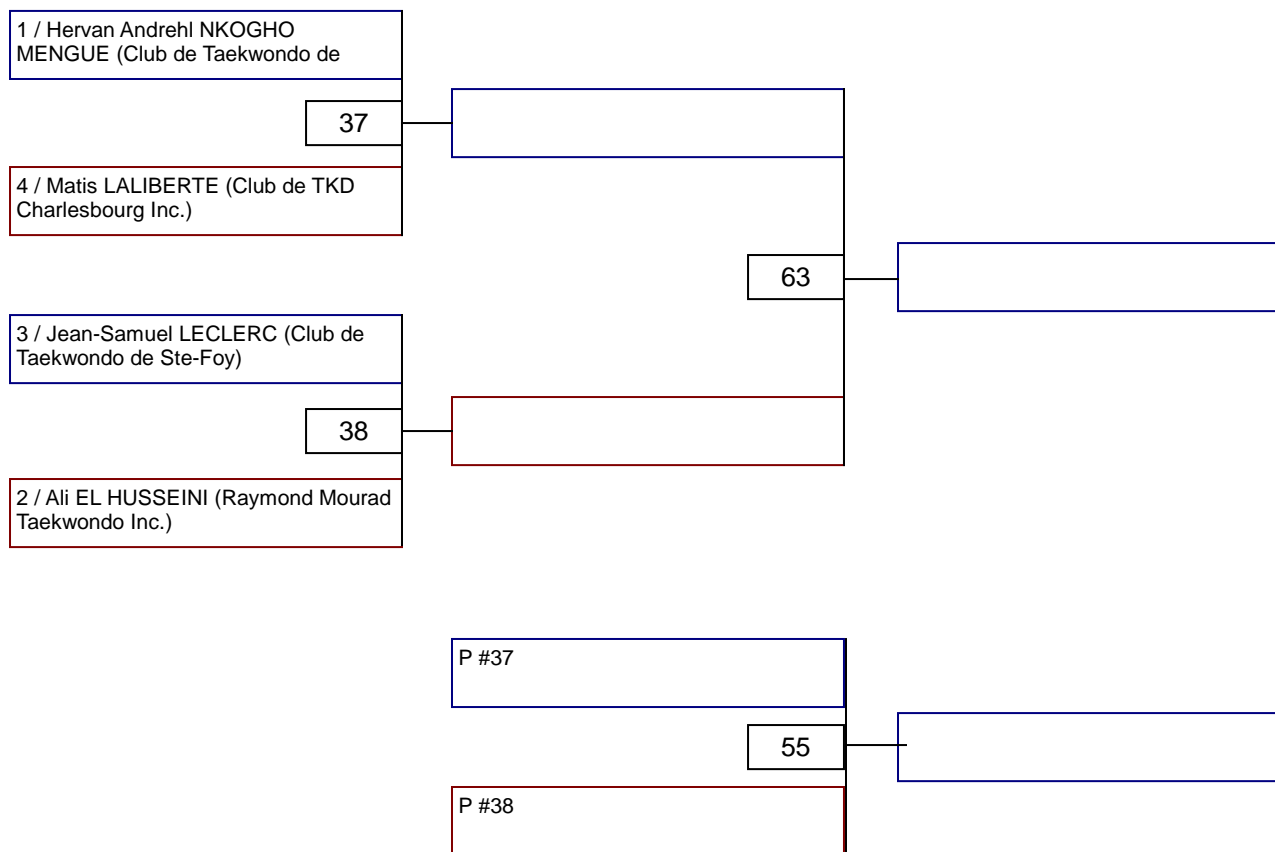 1 / Hervan Andrehl NKOGHO
MENGUE (Club de Taekwondo de
37
4 / Matis LALIBERTE (Club de TKD
Charlesbourg Inc.)
63
3 / Jean-Samuel LECLERC (Club de
Taekwondo de Ste-Foy)
38
2 / Ali EL HUSSEINI (Raymond Mourad
Taekwondo Inc.)
P #37
55
P #38